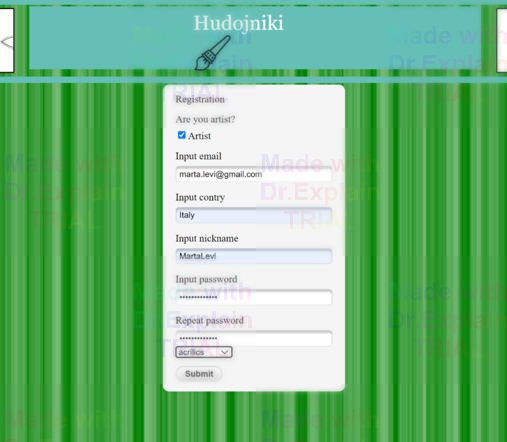 Hudojniki
Made with
Dr.Explain
TRIAL
Made with
Dr.Explain
TRIAL
Registration
Are you artist?
Artist
Input email
marta.levi@gmail.com
Input contry
Italy
Input nickname
MartaLevi
Made with
Dr.Explain
TRIAL
Made with
Dr.Explain
TRIAL
Input password
•••••••••••••
Repeat password
•••••••••••••
acrilics
Submit
Made with
Dr.Explain
TRIAL
Made with
Dr.Explain
TRIAL
Made with
Made with